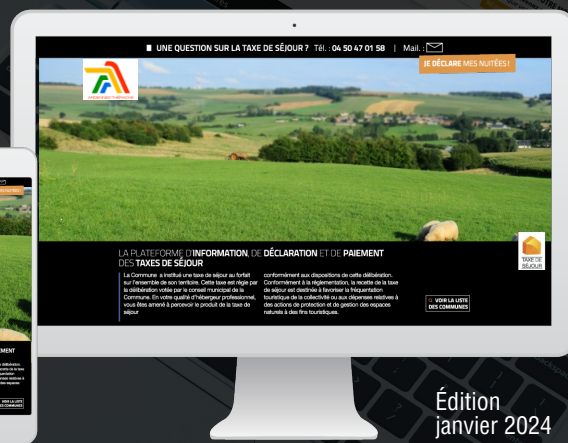 UNE QUESTION SUR LA TAXE DE SÉJOUR ? Tél. : 04 50 47 01 58 | Mail. :
JE DÉCLARE MES NUITÉES !
LA PLATEFORME D'INFORMATION, DE DÉCLARATION ET DE PAIEMENT
DES TAXES DE SÉJOUR
La Commune a institué une taxe de séjour au forfait
sur l'ensemble de son territoire. Cette taxe est régie par
la délibération votée par le conseil municipal de la
Commune. En votre qualité d'hébergeur professionnel,
vous êtes amené à percevoir le produit de la taxe de
séjour
conformément aux dispositions de cette délibération.
Conformément à la réglementation, la recette de la taxe
de séjour est destinée à favoriser la fréquentation
touristique de la collectivité ou aux dépenses relatives à
des actions de protection et de gestion des espaces
naturels à des fins touristiques.
TAXE DE
SÉJOUR
VOIR LA LISTE
DES COMMUNES
EMENT
VOIR LA LISTE
DES COMMUNES
Édition
janvier 2024